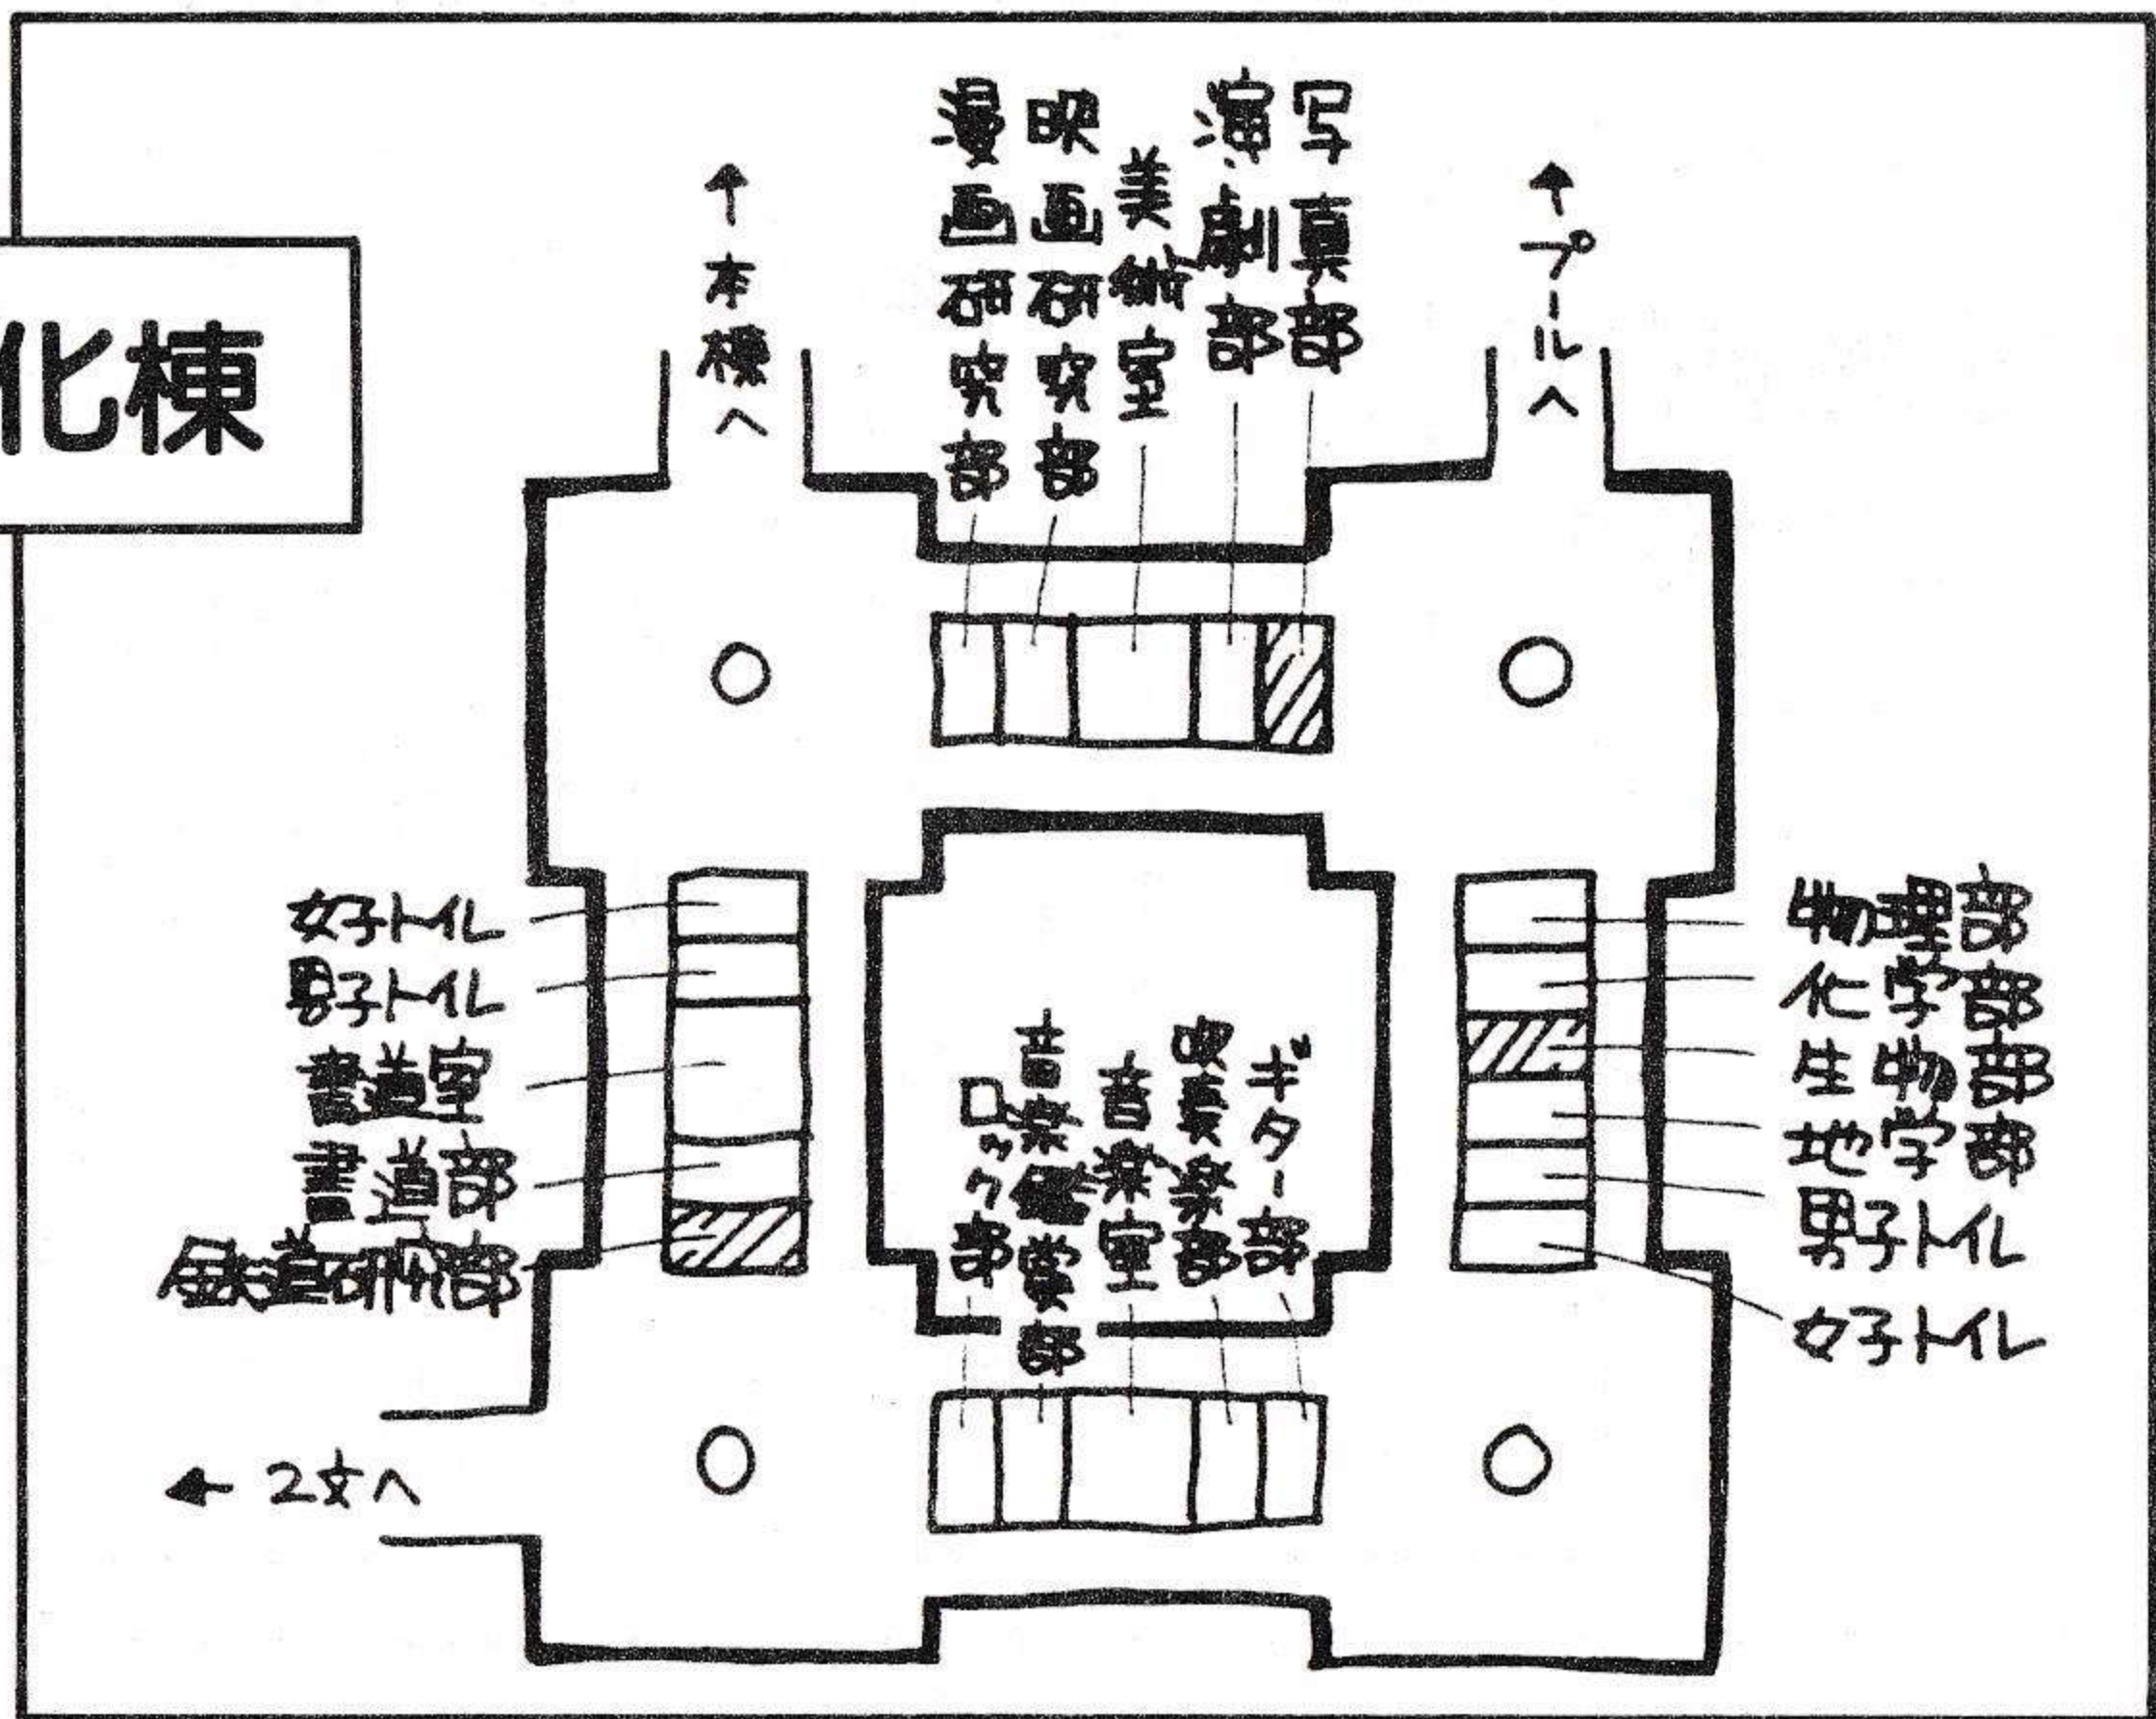 化棟
↑本棟へ
漫画研究部
映画研究部
美術室
演劇部
写真部
↑プールへ
女子トイレ
男子トイレ
書道室
書道部
鉄道研究部
ロック部
音楽鑑賞部
音楽室
吹奏楽部
ギター部
物理部
化学部
生物部
地学部
男子トイレ
女子トイレ
← 2文へ